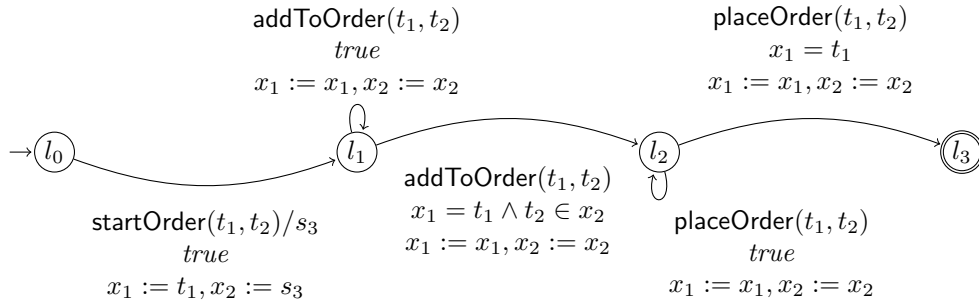 addToOrder(t₁, t₂)
true
x₁ := x₁, x₂ := x₂
placeOrder(t₁, t₂)
x₁ = t₁
x₁ := x₁, x₂ := x₂
l₀
l₁
l₂
l₃
startOrder(t₁, t₂)/s₃
true
x₁ := t₁, x₂ := s₃
addToOrder(t₁, t₂)
x₁ = t₁ ∧ t₂ ∈ x₂
x₁ := x₁, x₂ := x₂
placeOrder(t₁, t₂)
true
x₁ := x₁, x₂ := x₂